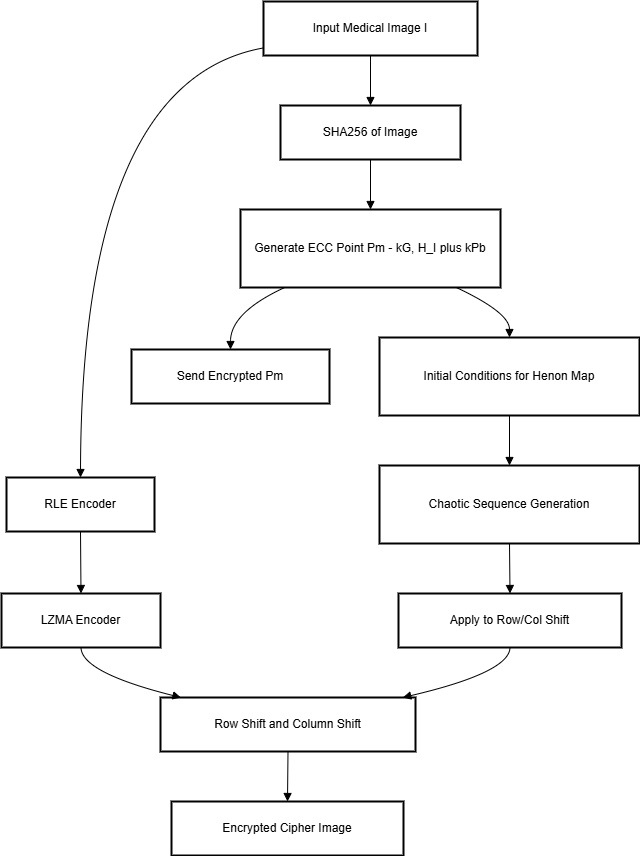 Input Medical Image I
SHA256 of Image
Generate ECC Point Pm - kG, H_I plus kPb
Send Encrypted Pm
Initial Conditions for Henon Map
RLE Encoder
Chaotic Sequence Generation
LZMA Encoder
Apply to Row/Col Shift
Row Shift and Column Shift
Encrypted Cipher Image